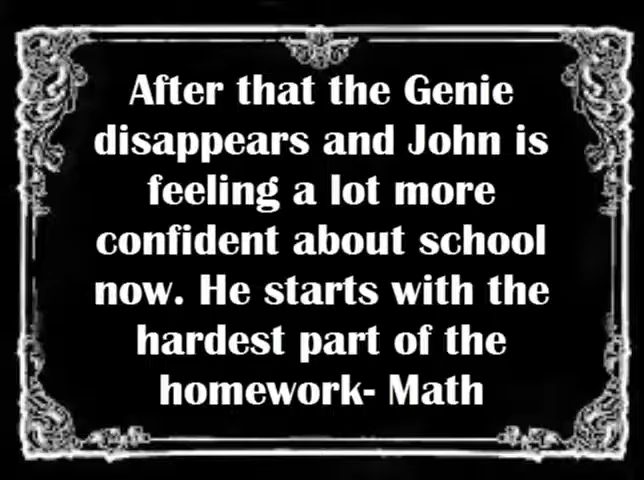 After that the Genie
disappears and John is
feeling a lot more
confident about school
now. He starts with the
hardest part of the
homework- Math